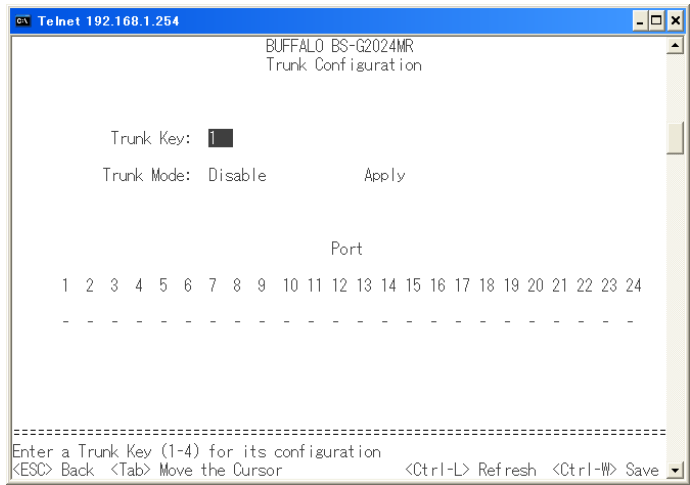 Telnet 192.168.1.254
BUFFALO BS-G2024MR
Trunk Configuration
Trunk Key: 1
Trunk Mode: Disable Apply
Port
1 2 3 4 5 6 7 8 9 10 11 12 13 14 15 16 17 18 19 20 21 22 23 24
- - - - - - - - - - - - - - - - - - - - - - - -
================================================================================
Enter a Trunk Key (1-4) for its configuration
<ESC> Back <Tab> Move the Cursor <Ctrl-L> Refresh <Ctrl-W> Save